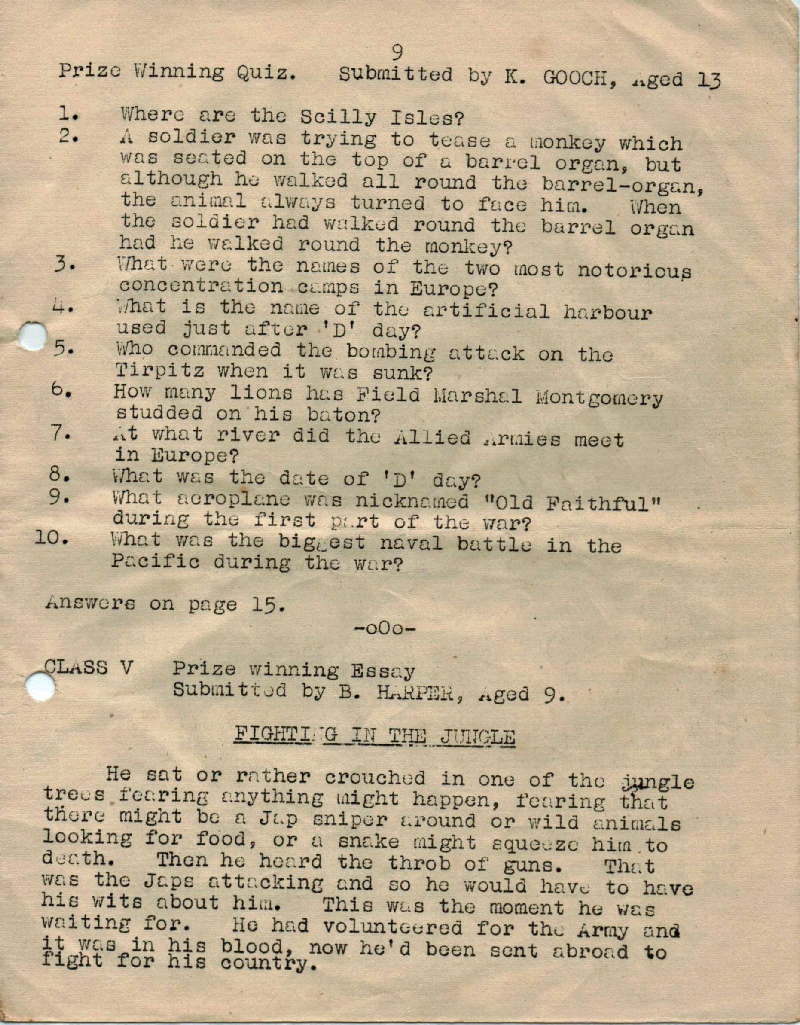 9
Prize Winning Quiz. Submitted by K. GOOCH, Aged 13
1. Where are the Scilly Isles?
2. A soldier was trying to tease a monkey which
was seated on the top of a barrel organ, but
although he walked all round the barrel-organ,
the animal always turned to face him. When
the soldier had walked round the barrel organ
had he walked round the monkey?
3. What were the names of the two most notorious
concentration camps in Europe?
4. What is the name of the artificial harbour
used just after 'D' day?
5. Who commanded the bombing attack on the
Tirpitz when it was sunk?
6. How many lions has Field Marshal Montgomery
studded on his baton?
7. At what river did the Allied Armies meet
in Europe?
8. What was the date of 'D' day?
9. What aeroplane was nicknamed "Old Faithful"
during the first part of the war?
10. What was the biggest naval battle in the
Pacific during the war?
Answers on page 15.
-oOo-
CLASS V Prize winning Essay
Submitted by B. HARPER, Aged 9.
FIGHTING IN THE JUNGLE
He sat or rather crouched in one of the jungle
trees fearing anything might happen, fearing that
there might be a Jap sniper around or wild animals
looking for food, or a snake might squeeze him to
death. Then he heard the throb of guns. That
was the Japs attacking and so he would have to have
his wits about him. This was the moment he was
waiting for. He had volunteered for the Army and
it was in his blood, now he'd been sent abroad to
fight for his country.